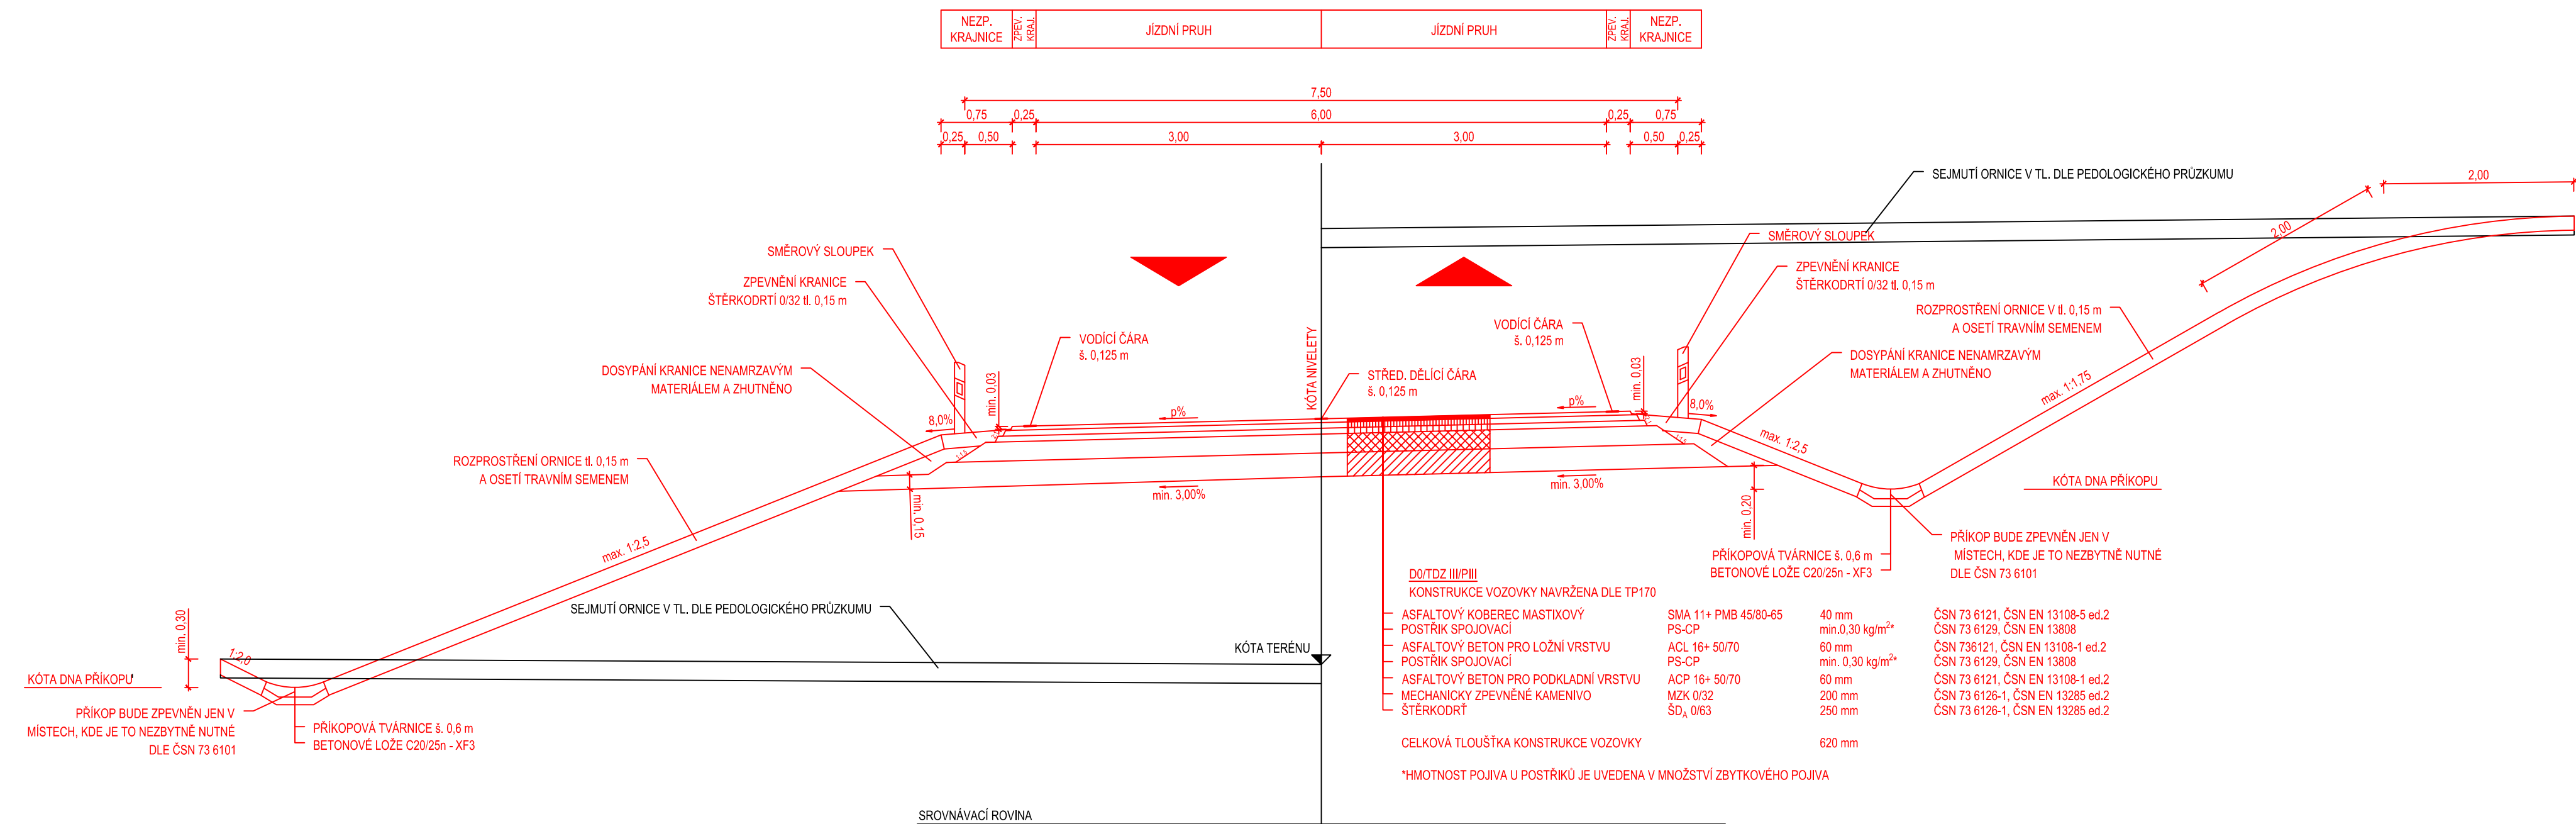 NEZP.
KRAJNICE
ZPEV.
KRAJ.
JÍZDNÍ PRUH
JÍZDNÍ PRUH
ZPEV.
KRAJ.
NEZP.
KRAJNICE
7,50
0,75
0,25
6,00
0,25
0,75
0,25
0,50
3,00
3,00
0,50
0,25
SEJMUTÍ ORNICE V TL. DLE PEDOLOGICKÉHO PRŮZKUMU
2,00
2,00
SMĚROVÝ SLOUPEK
SMĚROVÝ SLOUPEK
ZPEVNĚNÍ KRANICE
ŠTĚRKODRTÍ 0/32 tl. 0,15 m
ZPEVNĚNÍ KRANICE
ŠTĚRKODRTÍ 0/32 tl. 0,15 m
ROZPROSTŘENÍ ORNICE V tl. 0,15 m
A OSETÍ TRAVNÍM SEMENEM
VODÍCÍ ČÁRA
š. 0,125 m
KÓTA NIVELETY
VODÍCÍ ČÁRA
š. 0,125 m
DOSYPÁNÍ KRANICE NENAMRZAVÝM
MATERIÁLEM A ZHUTNĚNO
DOSYPÁNÍ KRANICE NENAMRZAVÝM
MATERIÁLEM A ZHUTNĚNO
STŘED. DĚLÍCÍ ČÁRA
š. 0,125 m
min. 0,03
min. 0,03
max. 1:1,75
8,0%
p%
p%
8,0%
max. 1:2,5
ROZPROSTŘENÍ ORNICE tl. 0,15 m
A OSETÍ TRAVNÍM SEMENEM
min. 3,00%
min. 3,00%
min. 0,15
min. 0,20
KÓTA DNA PŘÍKOPU
max. 1:2,5
PŘÍKOP BUDE ZPEVNĚN JEN V
MÍSTECH, KDE JE TO NEZBYTNĚ NUTNÉ
DLE ČSN 73 6101
PŘÍKOPOVÁ TVÁRNICE š. 0,6 m
BETONOVÉ LOŽE C20/25n - XF3
D0/TDZ III/PIII
KONSTRUKCE VOZOVKY NAVRŽENA DLE TP170
ASFALTOVÝ KOBEREC MASTIXOVÝ SMA 11+ PMB 45/80-65 40 mm ČSN 73 6121, ČSN EN 13108-5 ed.2
POSTŘIK SPOJOVACÍ PS-CP min.0,30 kg/m²* ČSN 73 6129, ČSN EN 13808
ASFALTOVÝ BETON PRO LOŽNÍ VRSTVU ACL 16+ 50/70 60 mm ČSN 736121, ČSN EN 13108-1 ed.2
POSTŘIK SPOJOVACÍ PS-CP min. 0,30 kg/m²* ČSN 73 6129, ČSN EN 13808
ASFALTOVÝ BETON PRO PODKLADNÍ VRSTVU ACP 16+ 50/70 60 mm ČSN 73 6121, ČSN EN 13108-1 ed.2
MECHANICKY ZPEVNĚNÉ KAMENIVO MZK 0/32 200 mm ČSN 73 6126-1, ČSN EN 13285 ed.2
ŠTĚRKODRŤ ŠD_A 0/63 250 mm ČSN 73 6126-1, ČSN EN 13285 ed.2
CELKOVÁ TLOUŠŤKA KONSTRUKCE VOZOVKY 620 mm
*HMOTNOST POJIVA U POSTŘIKŮ JE UVEDENA V MNOŽSTVÍ ZBYTKOVÉHO POJIVA
SEJMUTÍ ORNICE V TL. DLE PEDOLOGICKÉHO PRŮZKUMU
KÓTA TERÉNU
min. 0,30
1:2,0
KÓTA DNA PŘÍKOPU
PŘÍKOP BUDE ZPEVNĚN JEN V
MÍSTECH, KDE JE TO NEZBYTNĚ NUTNÉ
DLE ČSN 73 6101
PŘÍKOPOVÁ TVÁRNICE š. 0,6 m
BETONOVÉ LOŽE C20/25n - XF3
SROVNÁVACÍ ROVINA